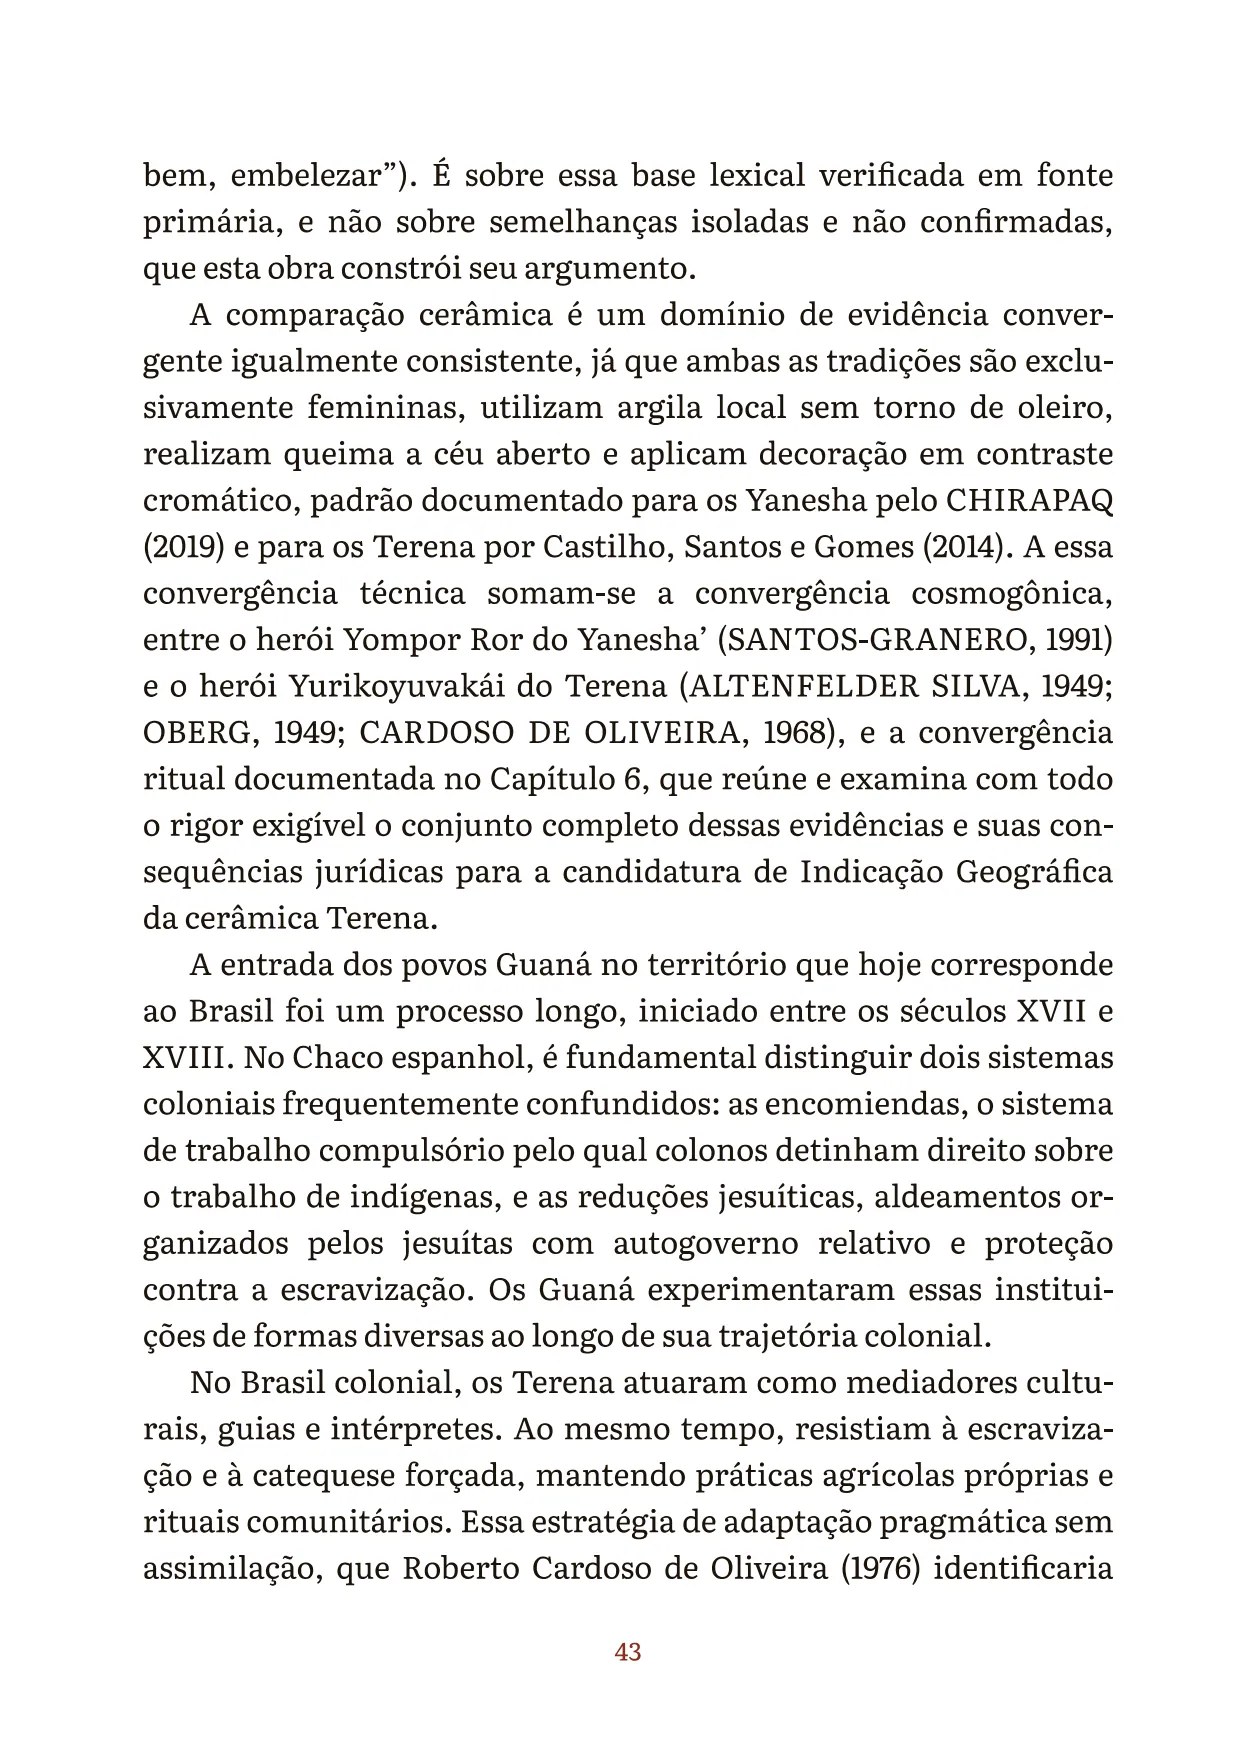 bem, embelezar”). É sobre essa base lexical verificada em fonte
primária, e não sobre semelhanças isoladas e não confirmadas,
que esta obra constrói seu argumento.
A comparação cerâmica é um domínio de evidência conver-
gente igualmente consistente, já que ambas as tradições são exclu-
sivamente femininas, utilizam argila local sem torno de oleiro,
realizam queima a céu aberto e aplicam decoração em contraste
cromático, padrão documentado para os Yanesha pelo CHIRAPAQ
(2019) e para os Terena por Castilho, Santos e Gomes (2014). A essa
convergência técnica somam-se a convergência cosmogônica,
entre o herói Yompor Ror do Yanesha’ (SANTOS-GRANERO, 1991)
e o herói Yurikoyuvakái do Terena (ALTENFELDER SILVA, 1949;
OBERG, 1949; CARDOSO DE OLIVEIRA, 1968), e a convergência
ritual documentada no Capítulo 6, que reúne e examina com todo
o rigor exigível o conjunto completo dessas evidências e suas con-
sequências jurídicas para a candidatura de Indicação Geográfica
da cerâmica Terena.
A entrada dos povos Guaná no território que hoje corresponde
ao Brasil foi um processo longo, iniciado entre os séculos XVII e
XVIII. No Chaco espanhol, é fundamental distinguir dois sistemas
coloniais frequentemente confundidos: as encomiendas, o sistema
de trabalho compulsório pelo qual colonos detinham direito sobre
o trabalho de indígenas, e as reduções jesuíticas, aldeamentos or-
ganizados pelos jesuítas com autogoverno relativo e proteção
contra a escravização. Os Guaná experimentaram essas institui-
ções de formas diversas ao longo de sua trajetória colonial.
No Brasil colonial, os Terena atuaram como mediadores cultu-
rais, guias e intérpretes. Ao mesmo tempo, resistiam à escraviza-
ção e à catequese forçada, mantendo práticas agrícolas próprias e
rituais comunitários. Essa estratégia de adaptação pragmática sem
assimilação, que Roberto Cardoso de Oliveira (1976) identificaria
43